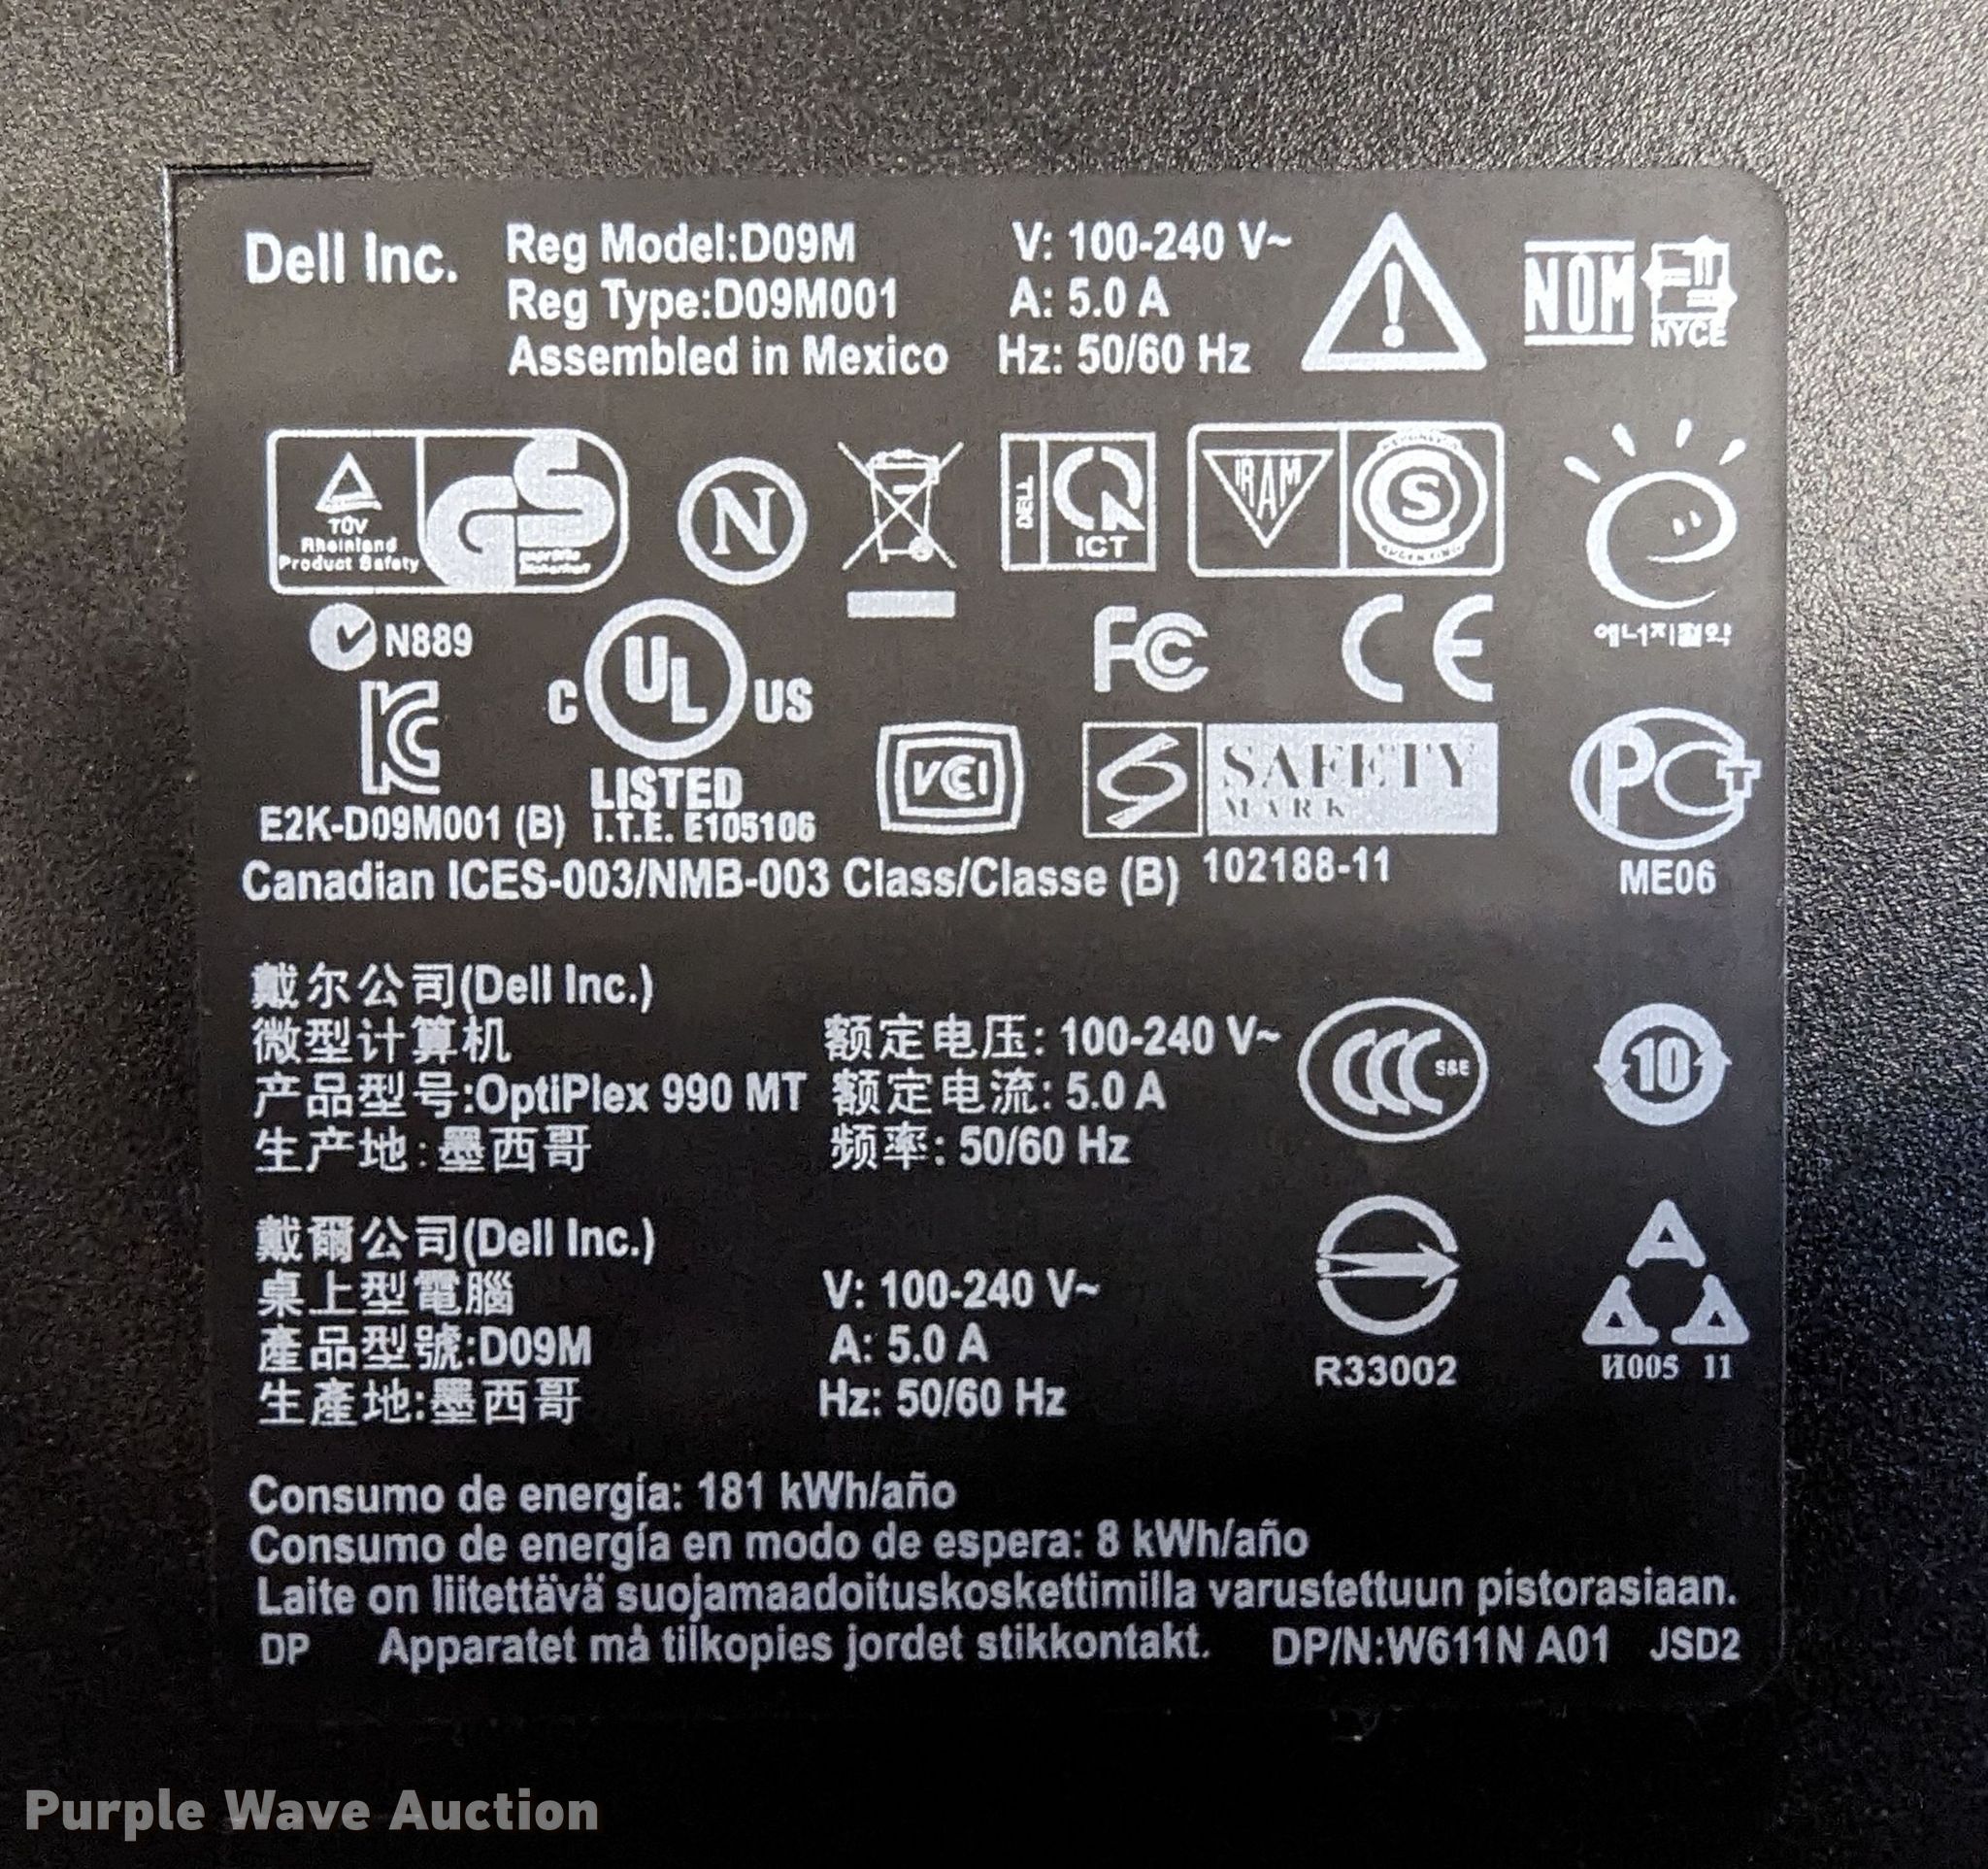 Dell Inc.
Reg Model:D09M
Reg Type:D09M001
Assembled in Mexico
V: 100-240 V~
A: 5.0 A
Hz: 50/60 Hz
NOM
NYCE
TÜV
Rheinland
Product Safety
GS
N
DELL
ICT
IRAM
S
에너지절약
N889
C UL US
LISTED
I.T.E. E105106
FC
CE
KC
E2K-D09M001 (B)
VCCI
SAFETY
MARK
PCT
ME06
Canadian ICES-003/NMB-003 Class/Classe (B)
102188-11
戴尔公司(Dell Inc.)
微型计算机
产品型号:OptiPlex 990 MT
生产地:墨西哥
额定电压: 100-240 V~
额定电流: 5.0 A
频率: 50/60 Hz
CCC S&E
10
戴爾公司(Dell Inc.)
桌上型電腦
產品型號:D09M
生產地:墨西哥
V: 100-240 V~
A: 5.0 A
Hz: 50/60 Hz
R33002
И005 11
Consumo de energía: 181 kWh/año
Consumo de energía en modo de espera: 8 kWh/año
Laite on liitettävä suojamaadoituskoskettimilla varustettuun pistorasiaan.
DP Apparatet må tilkopies jordet stikkontakt. DP/N:W611N A01 JSD2
Purple Wave Auction